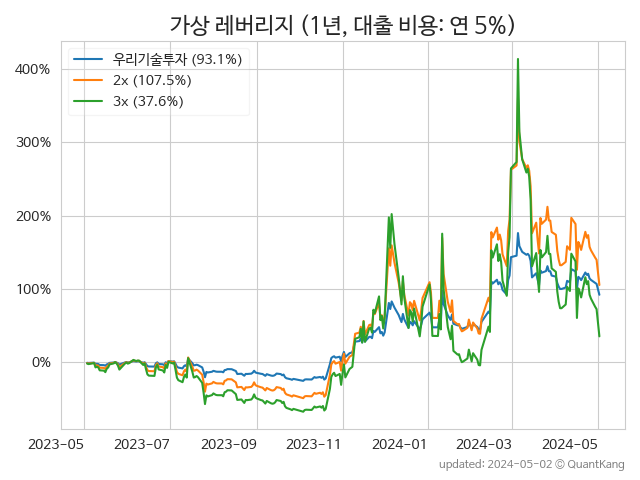 가상 레버리지 (1년, 대출 비용: 연 5%)
우리기술투자 (93.1%)
2x (107.5%)
3x (37.6%)
400%
300%
200%
100%
0%
2023-05 2023-07 2023-09 2023-11 2024-01 2024-03 2024-05
updated: 2024-05-02 © QuantKang